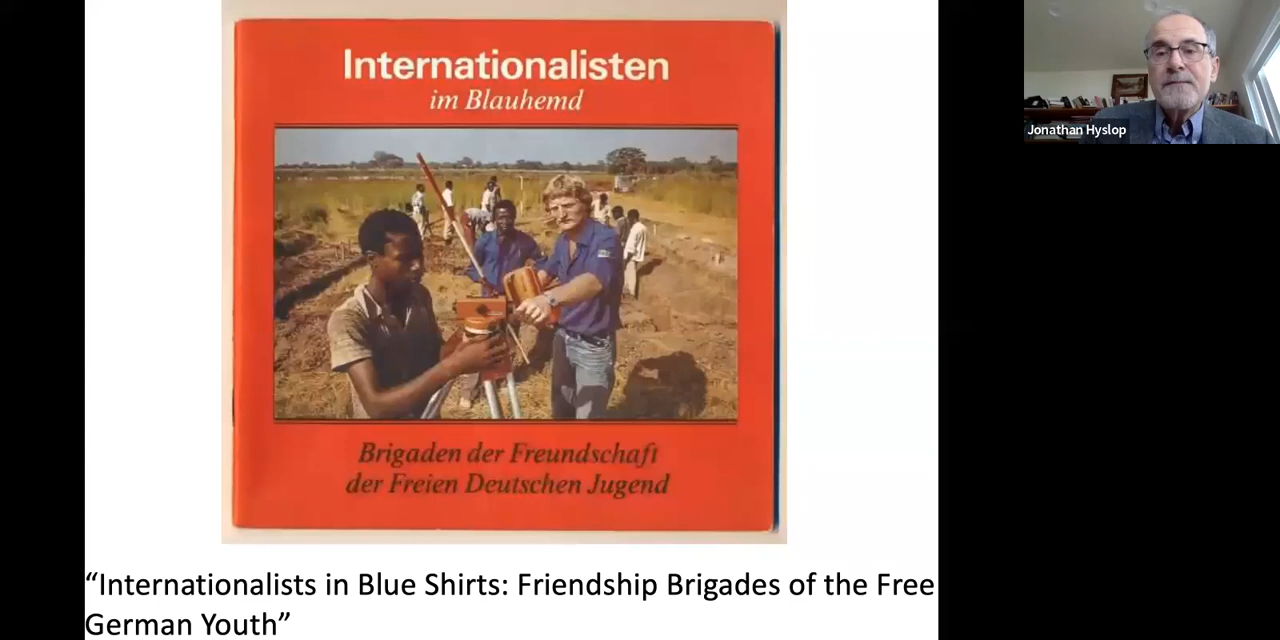 Internationalisten
im Blauhemd
Brigaden der Freundschaft
der Freien Deutschen Jugend
“Internationalists in Blue Shirts: Friendship Brigades of the Free
German Youth”
Jonathan Hyslop